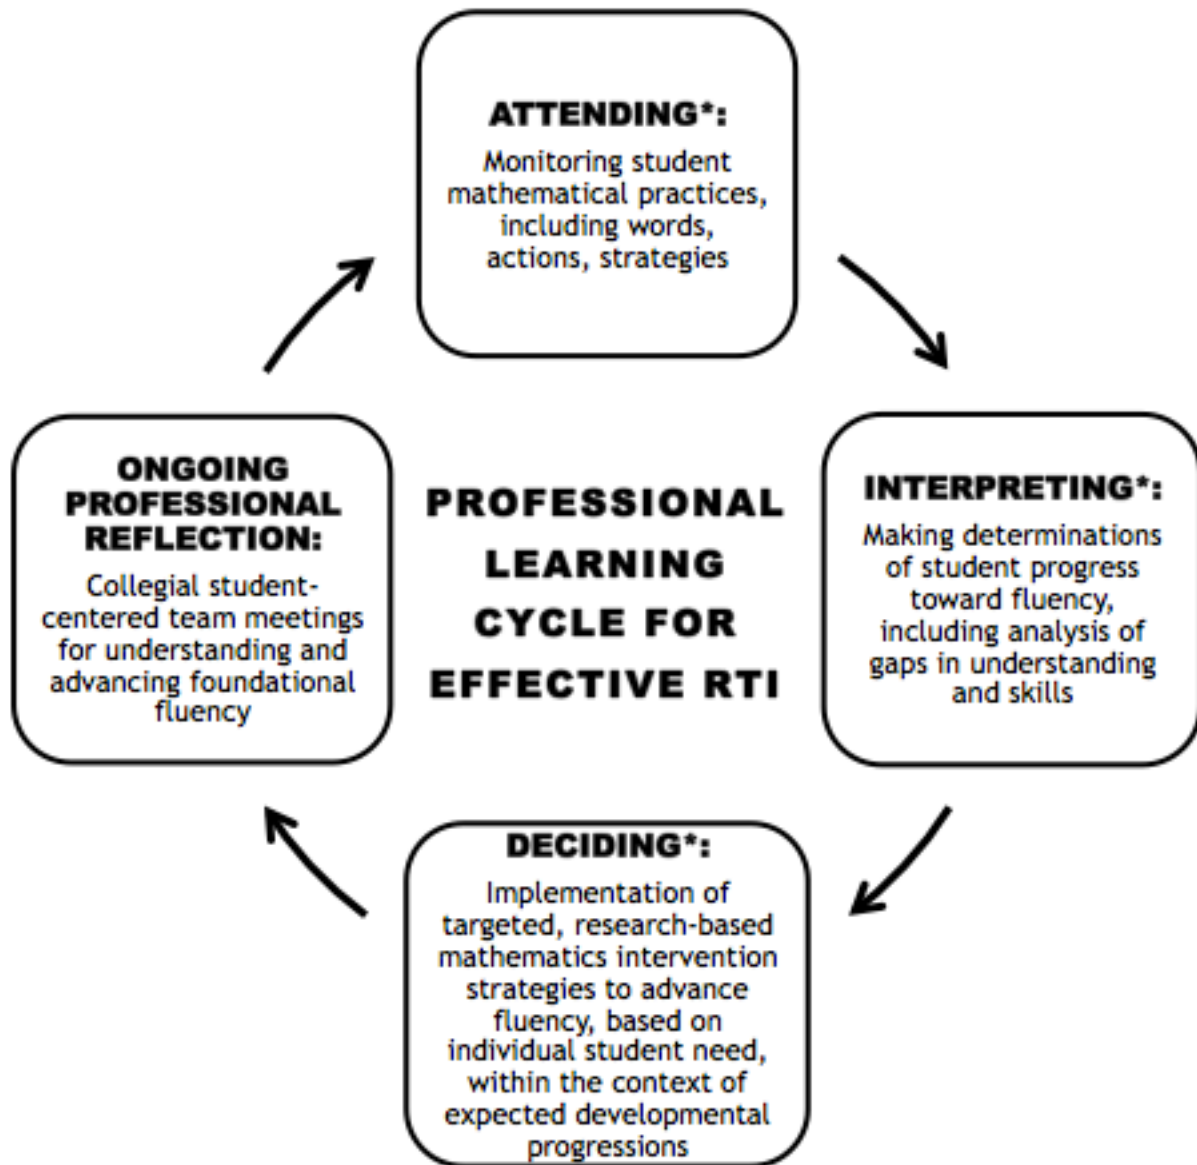 ATTENDING*:
Monitoring student
mathematical practices,
including words,
actions, strategies
ONGOING
PROFESSIONAL
REFLECTION:
Collegial student-
centered team meetings
for understanding and
advancing foundational
fluency
PROFESSIONAL
LEARNING
CYCLE FOR
EFFECTIVE RTI
INTERPRETING*:
Making determinations
of student progress
toward fluency,
including analysis of
gaps in understanding
and skills
DECIDING*:
Implementation of
targeted, research-based
mathematics intervention
strategies to advance
fluency, based on
individual student need,
within the context of
expected developmental
progressions